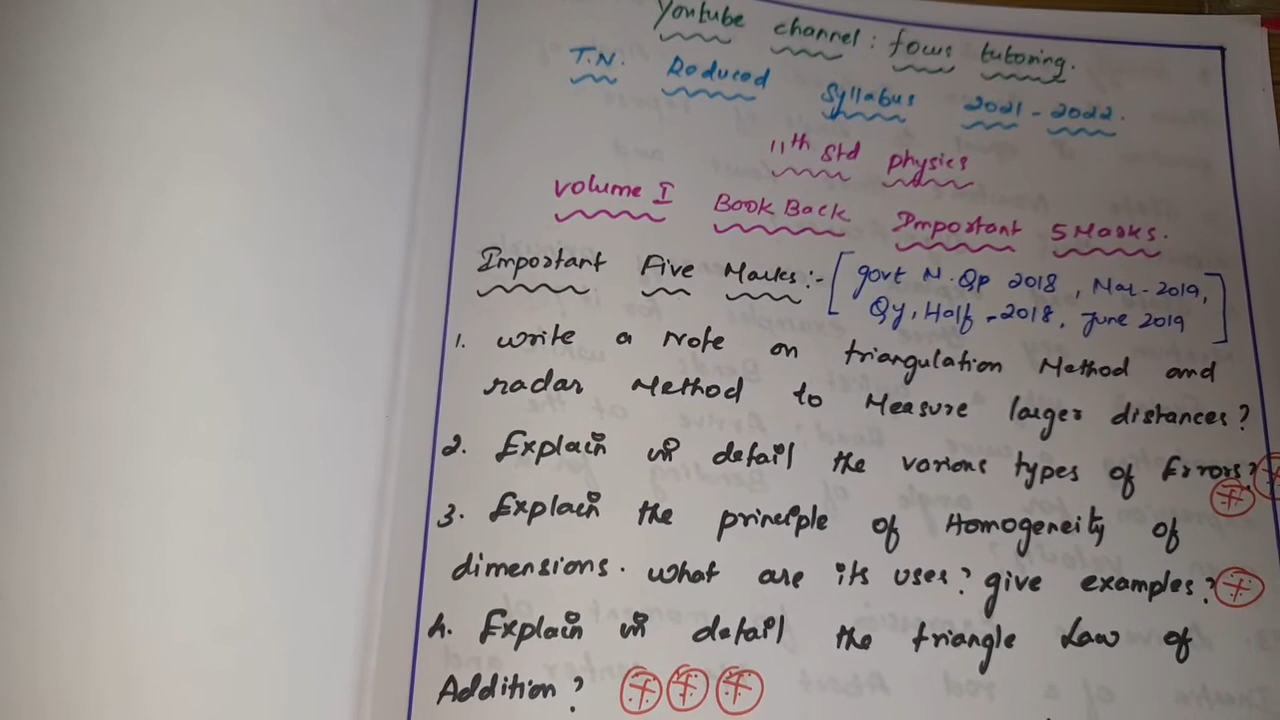 Youtube channel: focus tutoring.
T.N. Reduced Syllabus 2021-2022.
11th Std physics
volume I Book Back Important 5 Marks.
Important Five Marks:- [govt M.Qp 2018, Mar-2019,
Qy, Half-2018, June 2019]
1. write a Note on triangulation Method and
radar Method to Measure larger distances?
2. Explain in detail the various types of Errors?
3. Explain the principle of Homogeneity of
dimensions. what are its uses? give examples?
4. Explain in detail the triangle Law of
Addition?